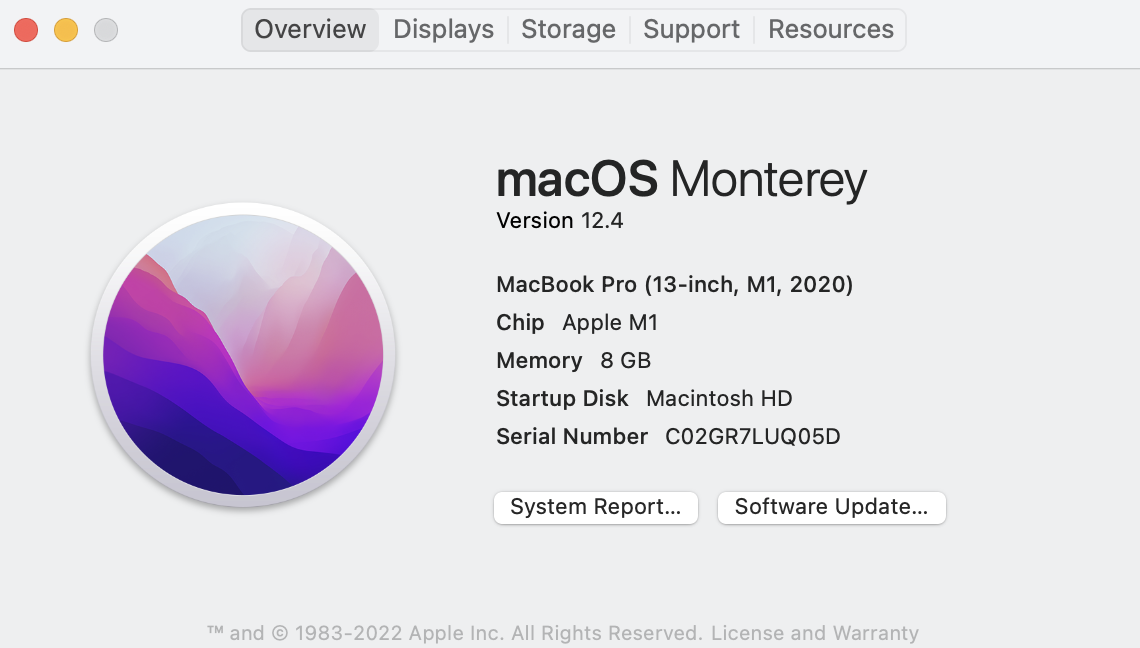 Overview Displays Storage Support Resources
macOS Monterey
Version 12.4
MacBook Pro (13-inch, M1, 2020)
Chip Apple M1
Memory 8 GB
Startup Disk Macintosh HD
Serial Number C02GR7LUQ05D
System Report... Software Update...
™ and © 1983-2022 Apple Inc. All Rights Reserved. License and Warranty